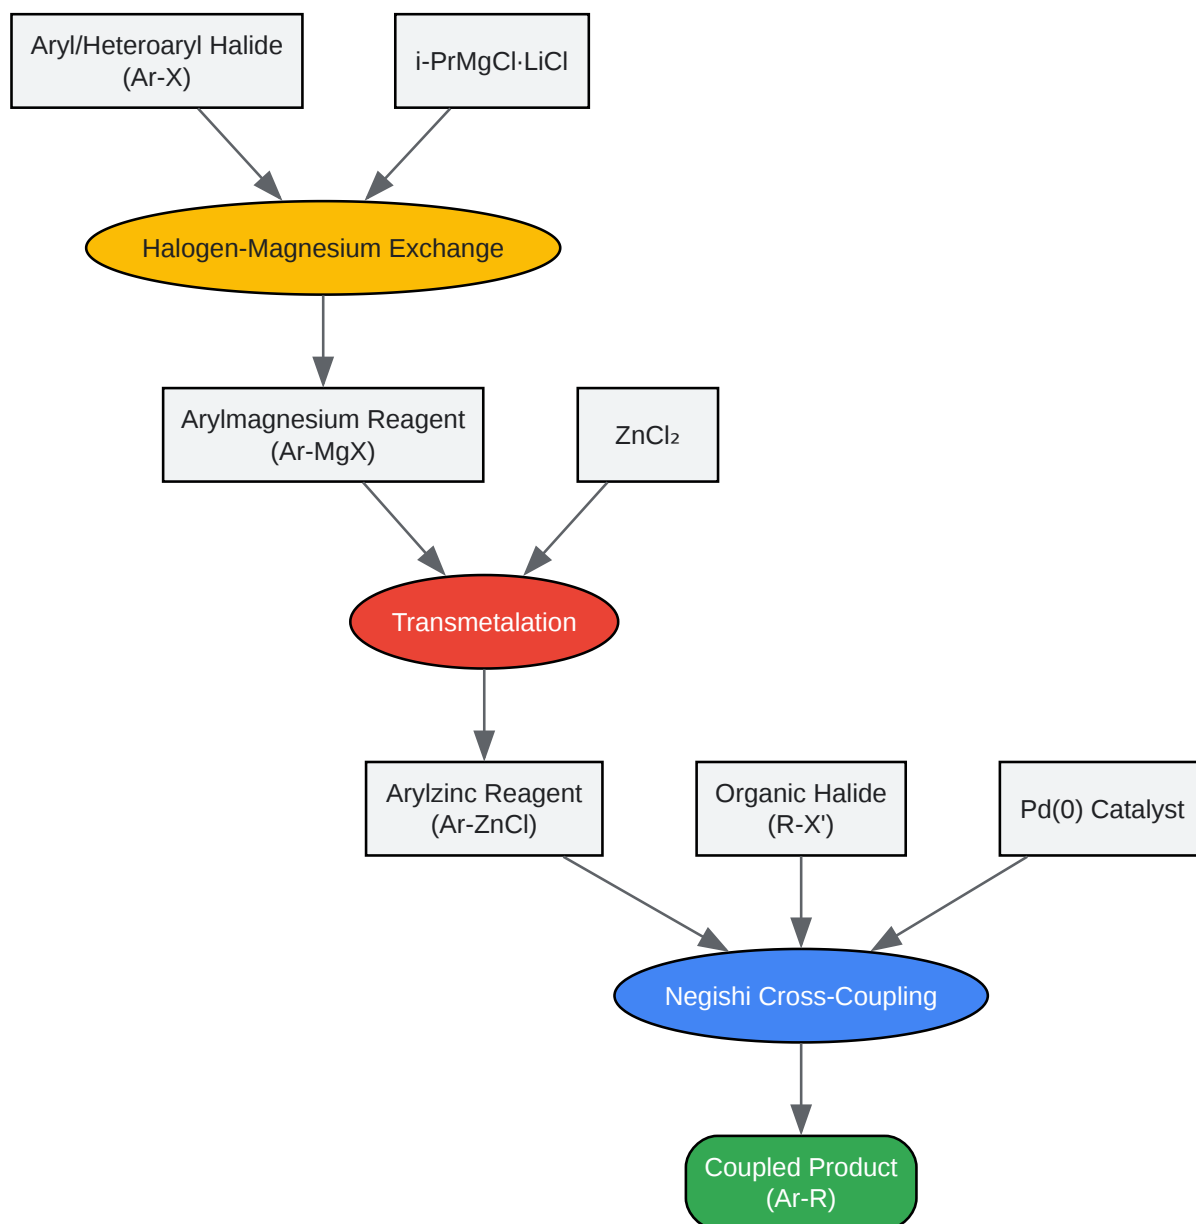 Aryl/Heteroaryl Halide
(Ar-X)
i-PrMgCl·LiCl
Halogen-Magnesium Exchange
Arylmagnesium Reagent
(Ar-MgX)
ZnCl₂
Transmetalation
Arylzinc Reagent
(Ar-ZnCl)
Organic Halide
(R-X')
Pd(0) Catalyst
Negishi Cross-Coupling
Coupled Product
(Ar-R)